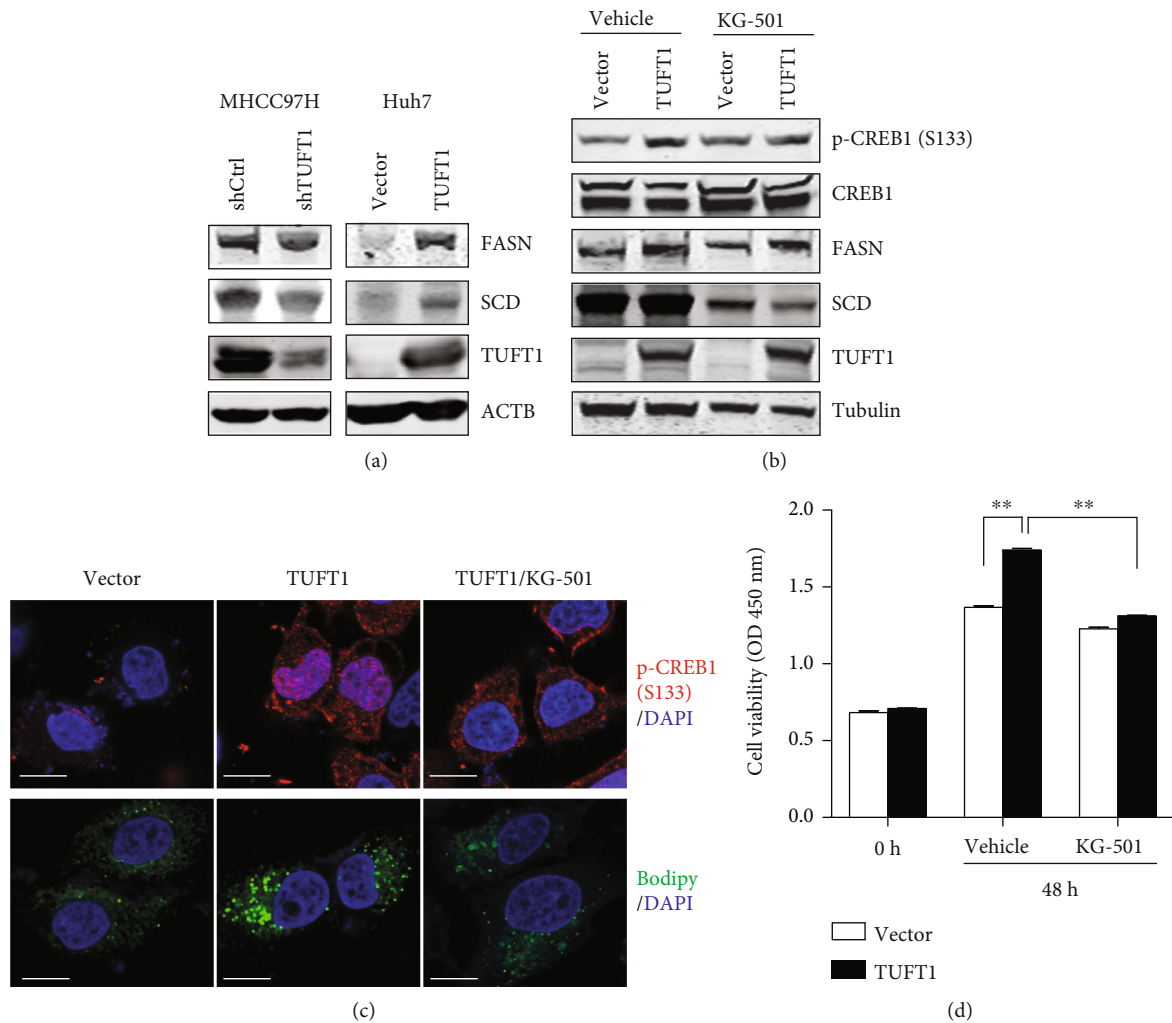 MHCC97H Huh7
shCtrl shTUFT1 Vector TUFT1
FASN
SCD
TUFT1
ACTB
(a)
Vehicle KG-501
Vector TUFT1 Vector TUFT1
p-CREB1 (S133)
CREB1
FASN
SCD
TUFT1
Tubulin
(b)
Vector TUFT1 TUFT1/KG-501
p-CREB1
(S133)
/DAPI
Bodipy
/DAPI
(c)
Cell viability (OD 450 nm)
2.0
1.5
1.0
0.5
0.0
** **
0 h Vehicle KG-501
48 h
Vector
TUFT1
(d)